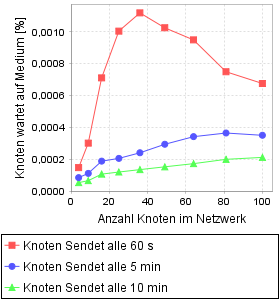 Knoten wartet auf Medium [%]
0,0010
0,0008
0,0006
0,0004
0,0002
0,0000
0 20 40 60 80 100
Anzahl Knoten im Netzwerk
Knoten Sendet alle 60 s
Knoten Sendet alle 5 min
Knoten Sendet alle 10 min